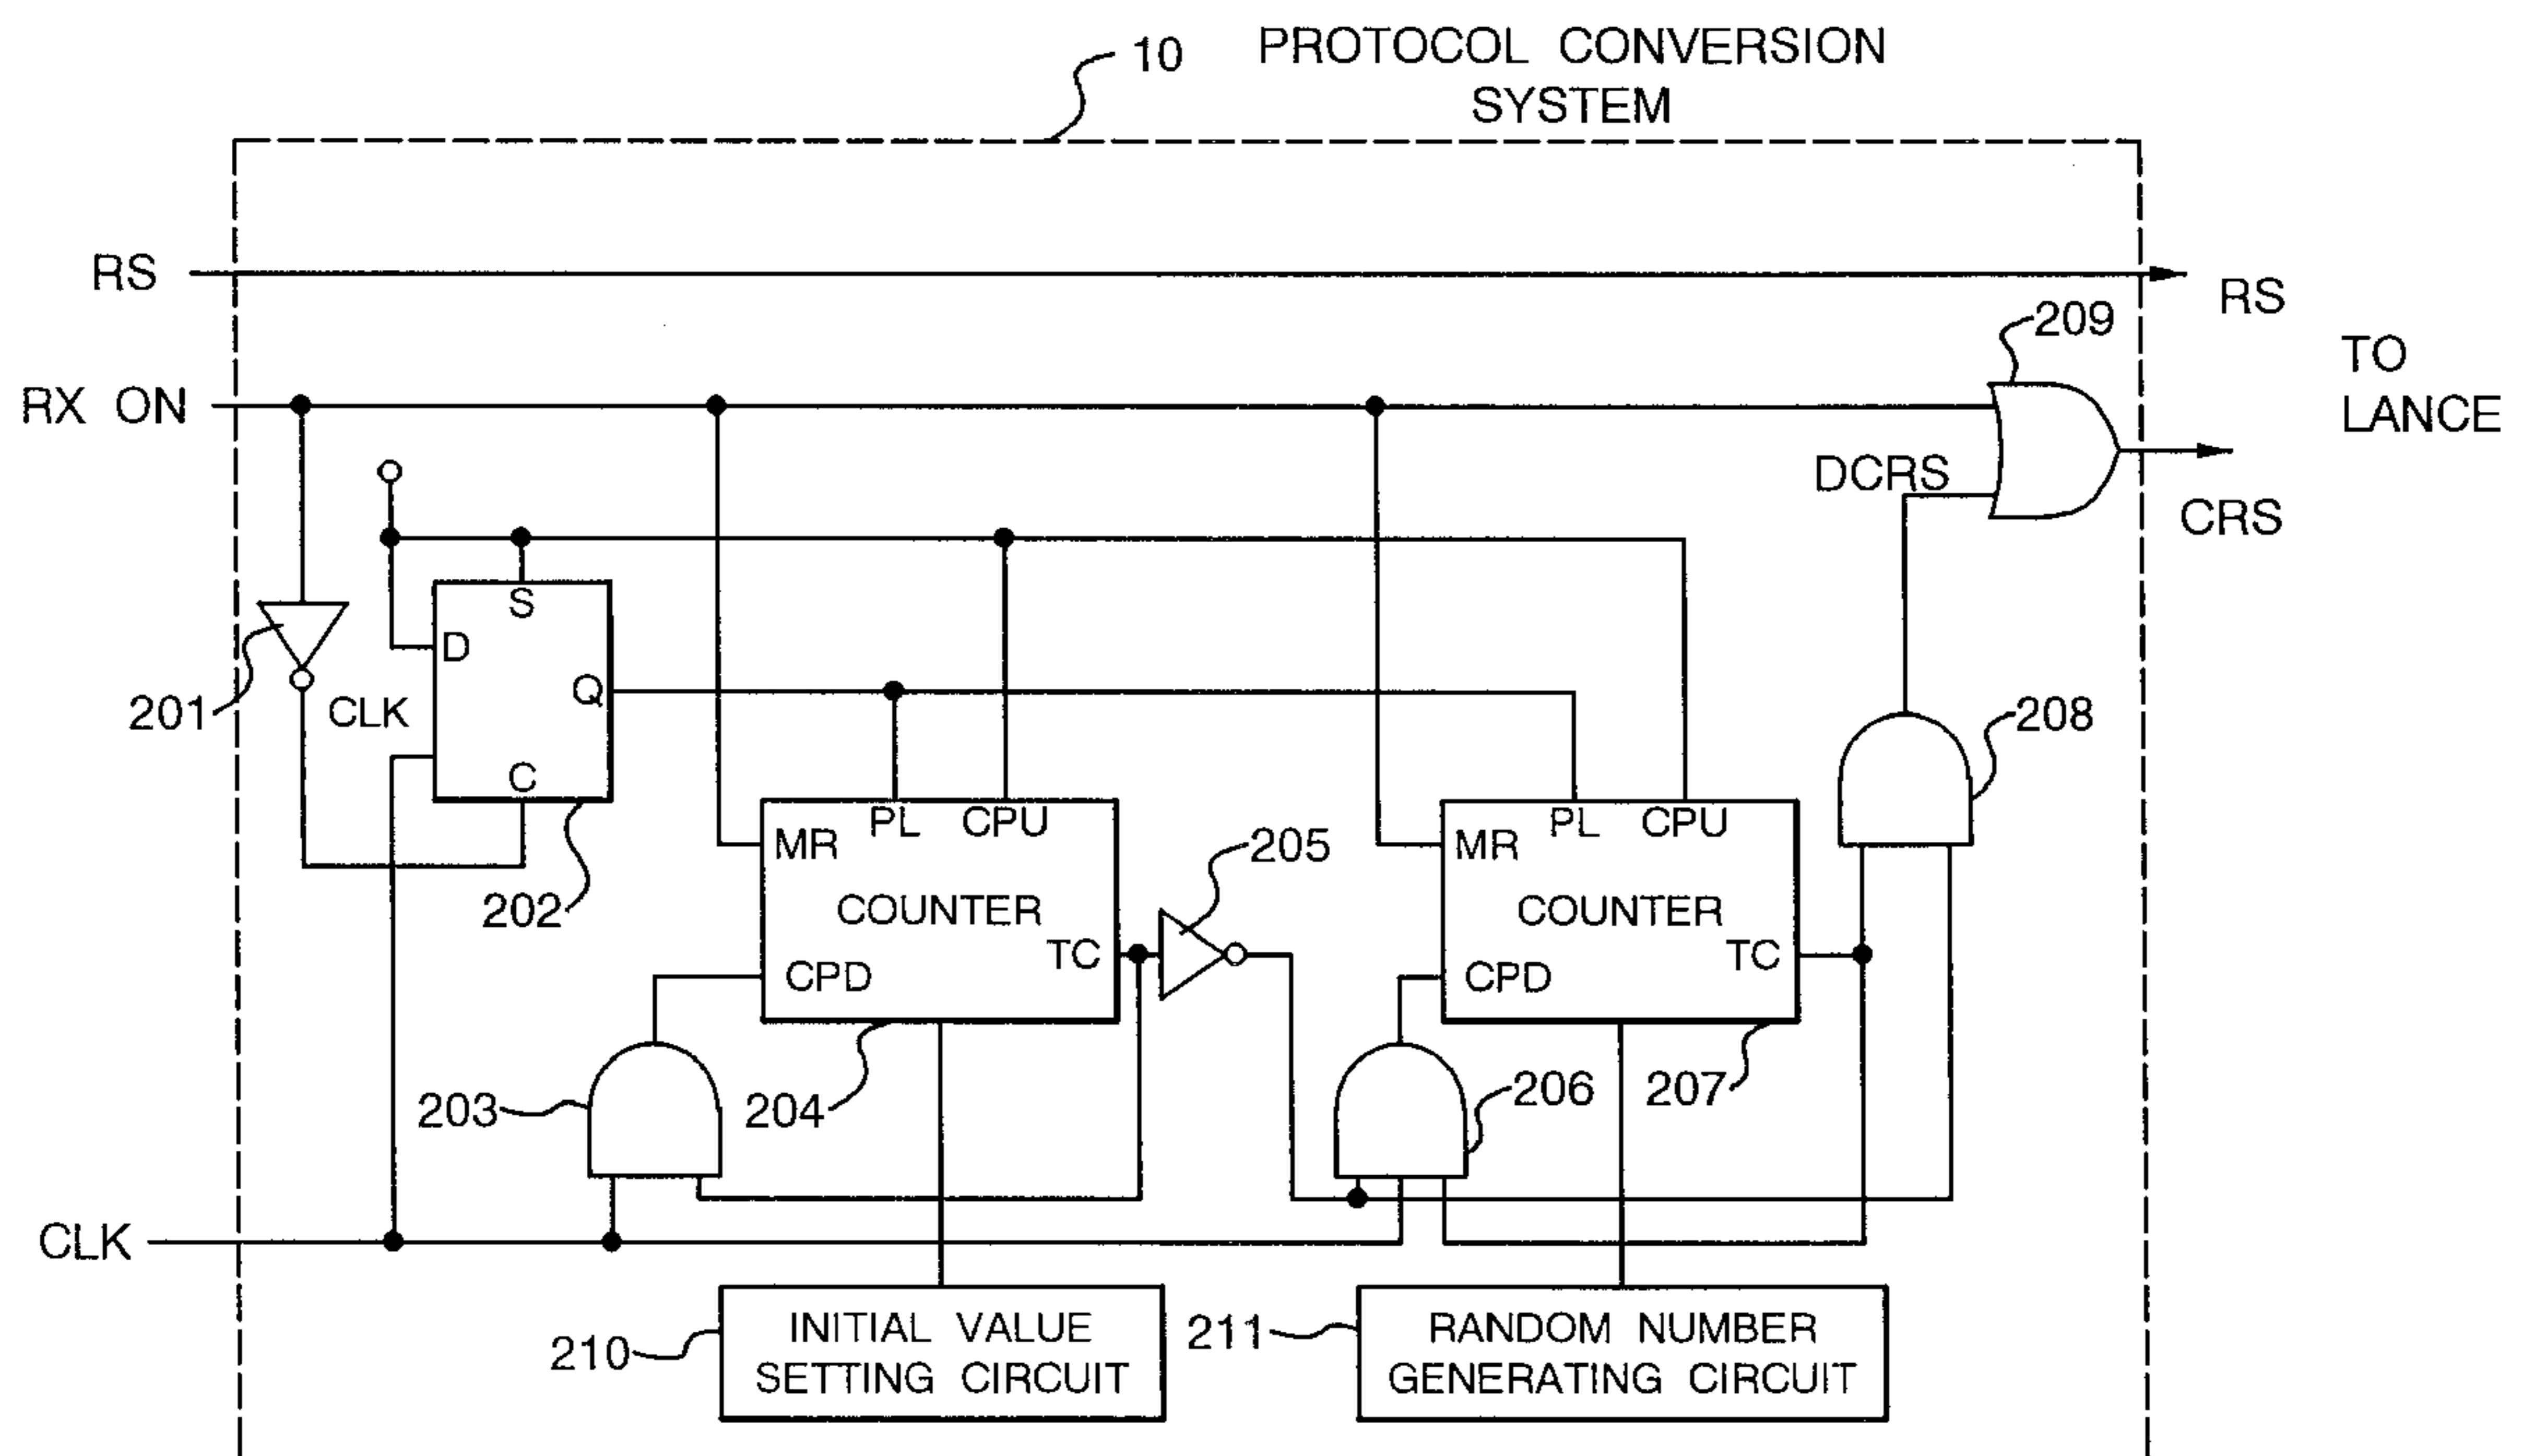 10
PROTOCOL CONVERSION
SYSTEM
RS
RS
209
TO
LANCE
RX ON
DCRS
CRS
S
D
Q
201
CLK
C
208
202
MR
PL
CPU
COUNTER
TC
CPD
205
MR
PL
CPU
COUNTER
TC
CPD
203
204
206
207
CLK
210
INITIAL VALUE
SETTING CIRCUIT
211
RANDOM NUMBER
GENERATING CIRCUIT